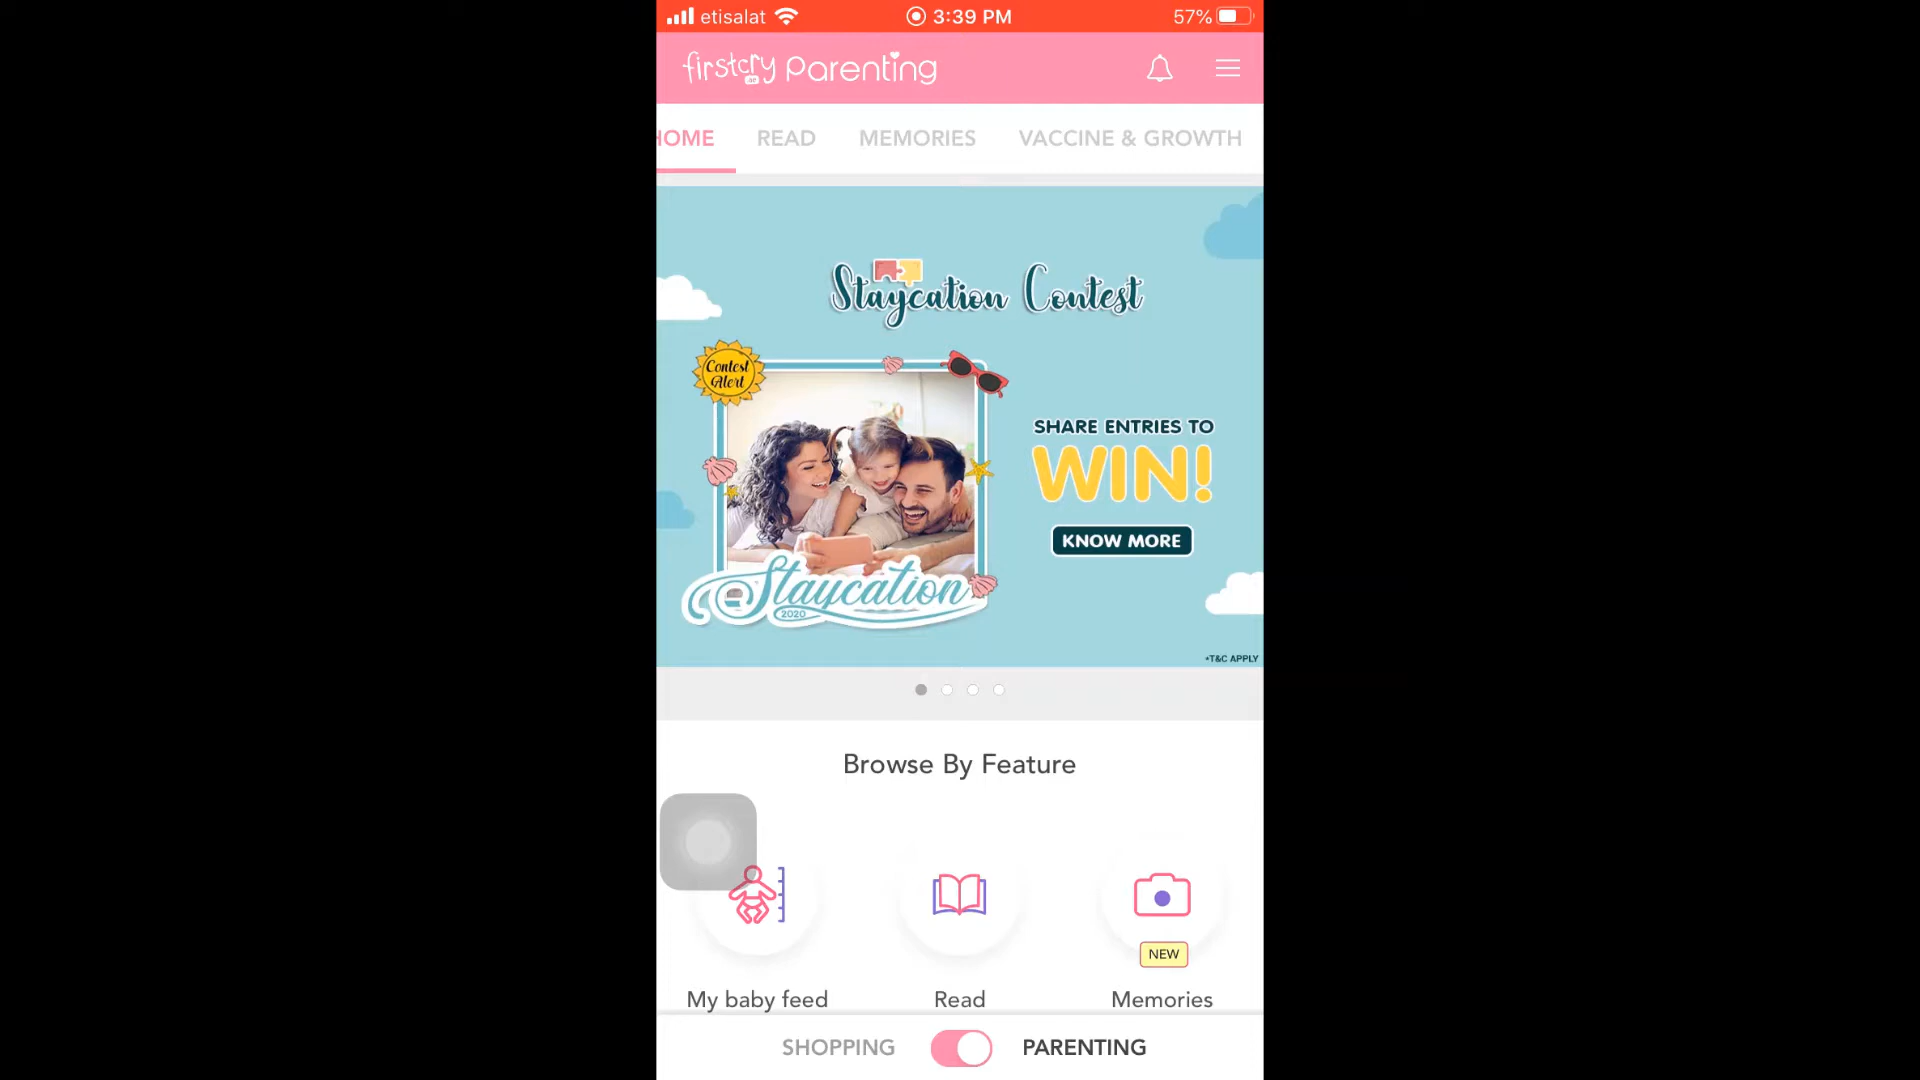 etisalat
3:39 PM
57%
firstcry ae Parenting
HOME READ MEMORIES VACCINE & GROWTH
Staycation Contest
Contest
Alert
SHARE ENTRIES TO
WIN!
KNOW MORE
Staycation
2020
*T&C APPLY
Browse By Feature
NEW
My baby feed Read Memories
SHOPPING PARENTING